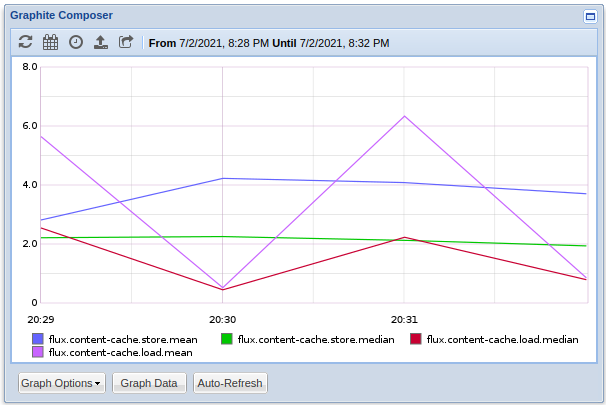 Graphite Composer
From 7/2/2021, 8:28 PM Until 7/2/2021, 8:32 PM
8.0
6.0
4.0
2.0
0
20:29 20:30 20:31
flux.content-cache.store.mean flux.content-cache.store.median flux.content-cache.load.median
flux.content-cache.load.mean
Graph Options Graph Data Auto-Refresh